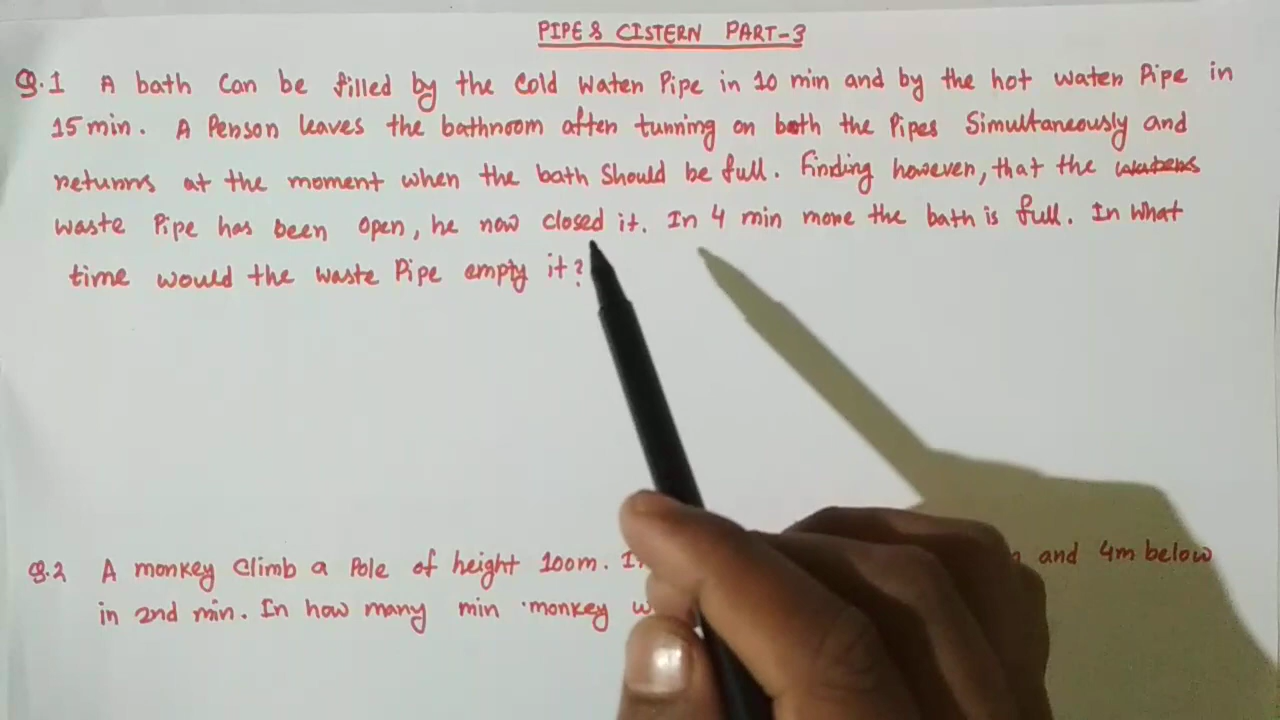 PIPE & CISTERN PART-3
Q.1 A bath Can be filled by the Cold Water Pipe in 10 min and by the hot water Pipe in
15 min. A Person leaves the bathroom after turning on both the Pipes Simultaneously and
returns at the moment when the bath Should be full. Finding however, that the
waste Pipe has been open, he now closed it. In 4 min more the bath is full. In what
time would the waste Pipe empty it?
Q.2 A monkey Climb a Pole of height 100m. and 4m below
in 2nd min. In how many min monkey